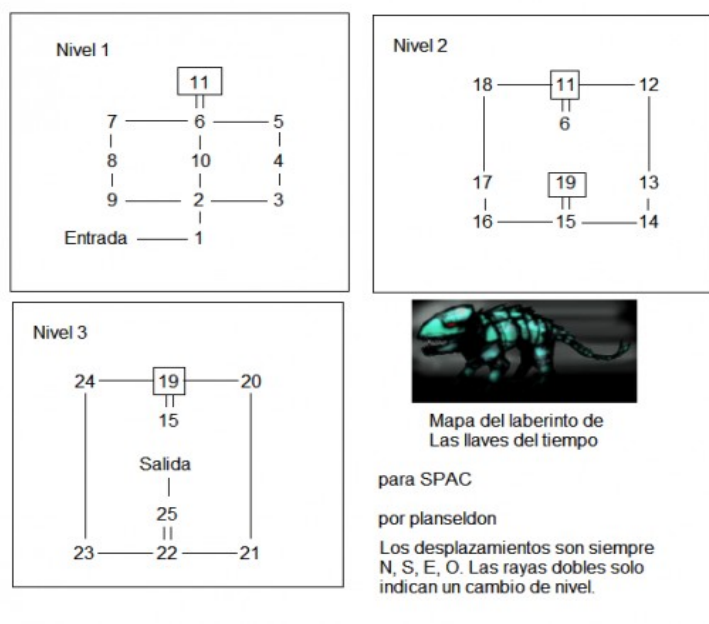 Nivel 1
11
7 6 5
8 10 4
9 2 3
Entrada 1
Nivel 2
18 11 12
6
17 19 13
16 15 14
Nivel 3
24 19 20
15
Salida
25
23 22 21
Mapa del laberinto de
Las llaves del tiempo
para SPAC
por planseldon
Los desplazamientos son siempre
N, S, E, O. Las rayas dobles solo
indican un cambio de nivel.